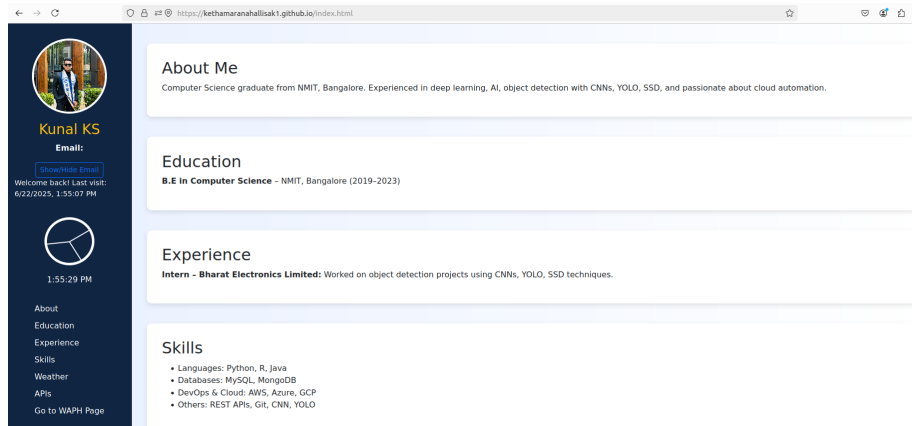 https://kethamaranahallisak1.github.io/index.html
Kunal KS
Email:
Show/Hide Email
Welcome back! Last visit:
6/22/2025, 1:55:07 PM
1:55:29 PM
About
Education
Experience
Skills
Weather
APIs
Go to WAPH Page
About Me
Computer Science graduate from NMIT, Bangalore. Experienced in deep learning, AI, object detection with CNNs, YOLO, SSD, and passionate about cloud automation.
Education
B.E in Computer Science – NMIT, Bangalore (2019–2023)
Experience
Intern – Bharat Electronics Limited: Worked on object detection projects using CNNs, YOLO, SSD techniques.
Skills
• Languages: Python, R, Java
• Databases: MySQL, MongoDB
• DevOps & Cloud: AWS, Azure, GCP
• Others: REST APIs, Git, CNN, YOLO